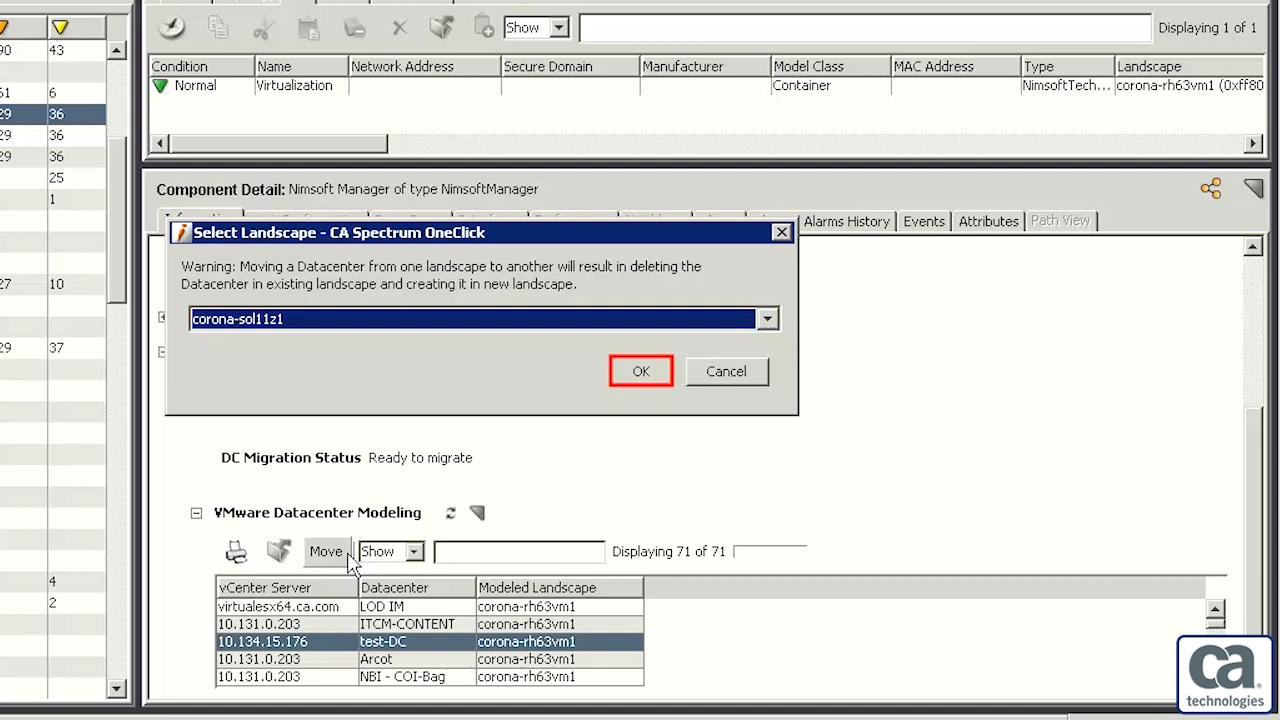 Show
Displaying 1 of 1
Condition Name Network Address Secure Domain Manufacturer Model Class MAC Address Type Landscape
Normal Virtualization Container NimsoftTech... corona-rh63vm1 (0xff80
90 43
61 6
29 36
29 36
29 36
25
1
27 10
29 37
4
2
Component Detail: Nimsoft Manager of type NimsoftManager
Alarms History Events Attributes Path View
Select Landscape - CA Spectrum OneClick
Warning: Moving a Datacenter from one landscape to another will result in deleting the
Datacenter in existing landscape and creating it in new landscape.
corona-sol11z1
OK Cancel
DC Migration Status Ready to migrate
VMware Datacenter Modeling
Move Show Displaying 71 of 71
vCenter Server Datacenter Modeled Landscape
virtualesx64.ca.com LOD IM corona-rh63vm1
10.131.0.203 ITCM-CONTENT corona-rh63vm1
10.134.15.176 test-DC corona-rh63vm1
10.131.0.203 Arcot corona-rh63vm1
10.131.0.203 NBI - COI-Bag corona-rh63vm1
ca
technologies